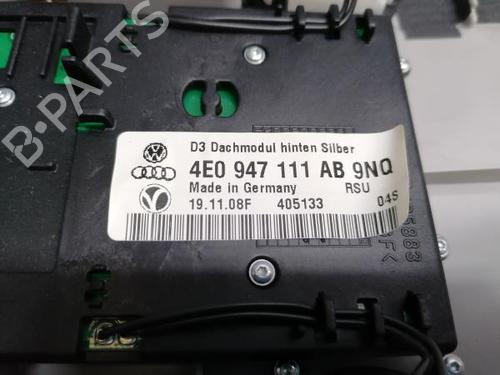 B-PARTS
D3 Dachmodul hinten Silber
4E0 947 111 AB 9NQ
Made in Germany RSU
19.11.08F 405133 04S